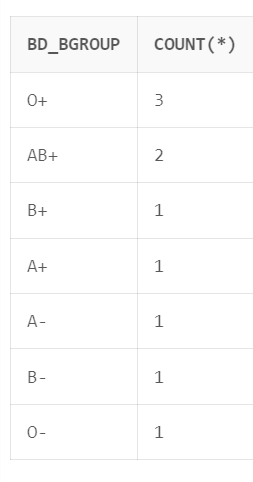 BD_BGROUP COUNT(*)
O+ 3
AB+ 2
B+ 1
A+ 1
A- 1
B- 1
O- 1